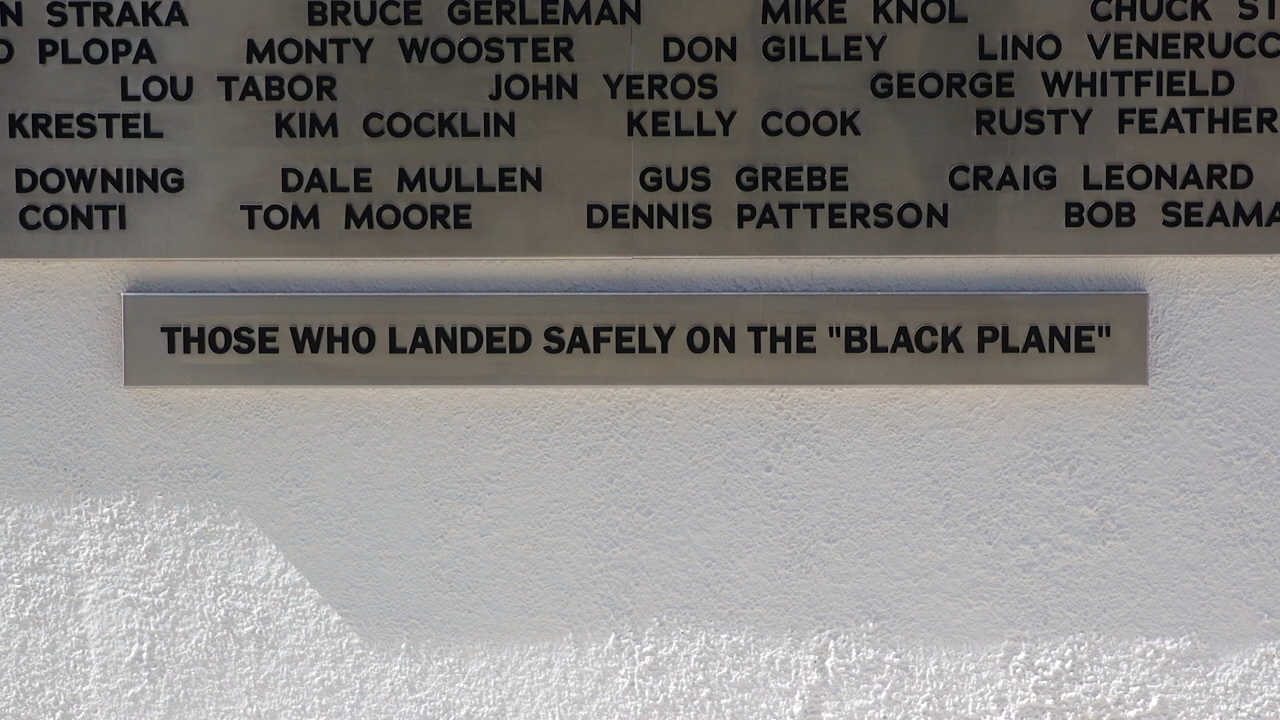 N STRAKA BRUCE GERLEMAN MIKE KNOL CHUCK ST
O PLOPA MONTY WOOSTER DON GILLEY LINO VENERUCC
LOU TABOR JOHN YEROS GEORGE WHITFIELD
KRESTEL KIM COCKLIN KELLY COOK RUSTY FEATHER
DOWNING DALE MULLEN GUS GREBE CRAIG LEONARD
CONTI TOM MOORE DENNIS PATTERSON BOB SEAMA
THOSE WHO LANDED SAFELY ON THE "BLACK PLANE"